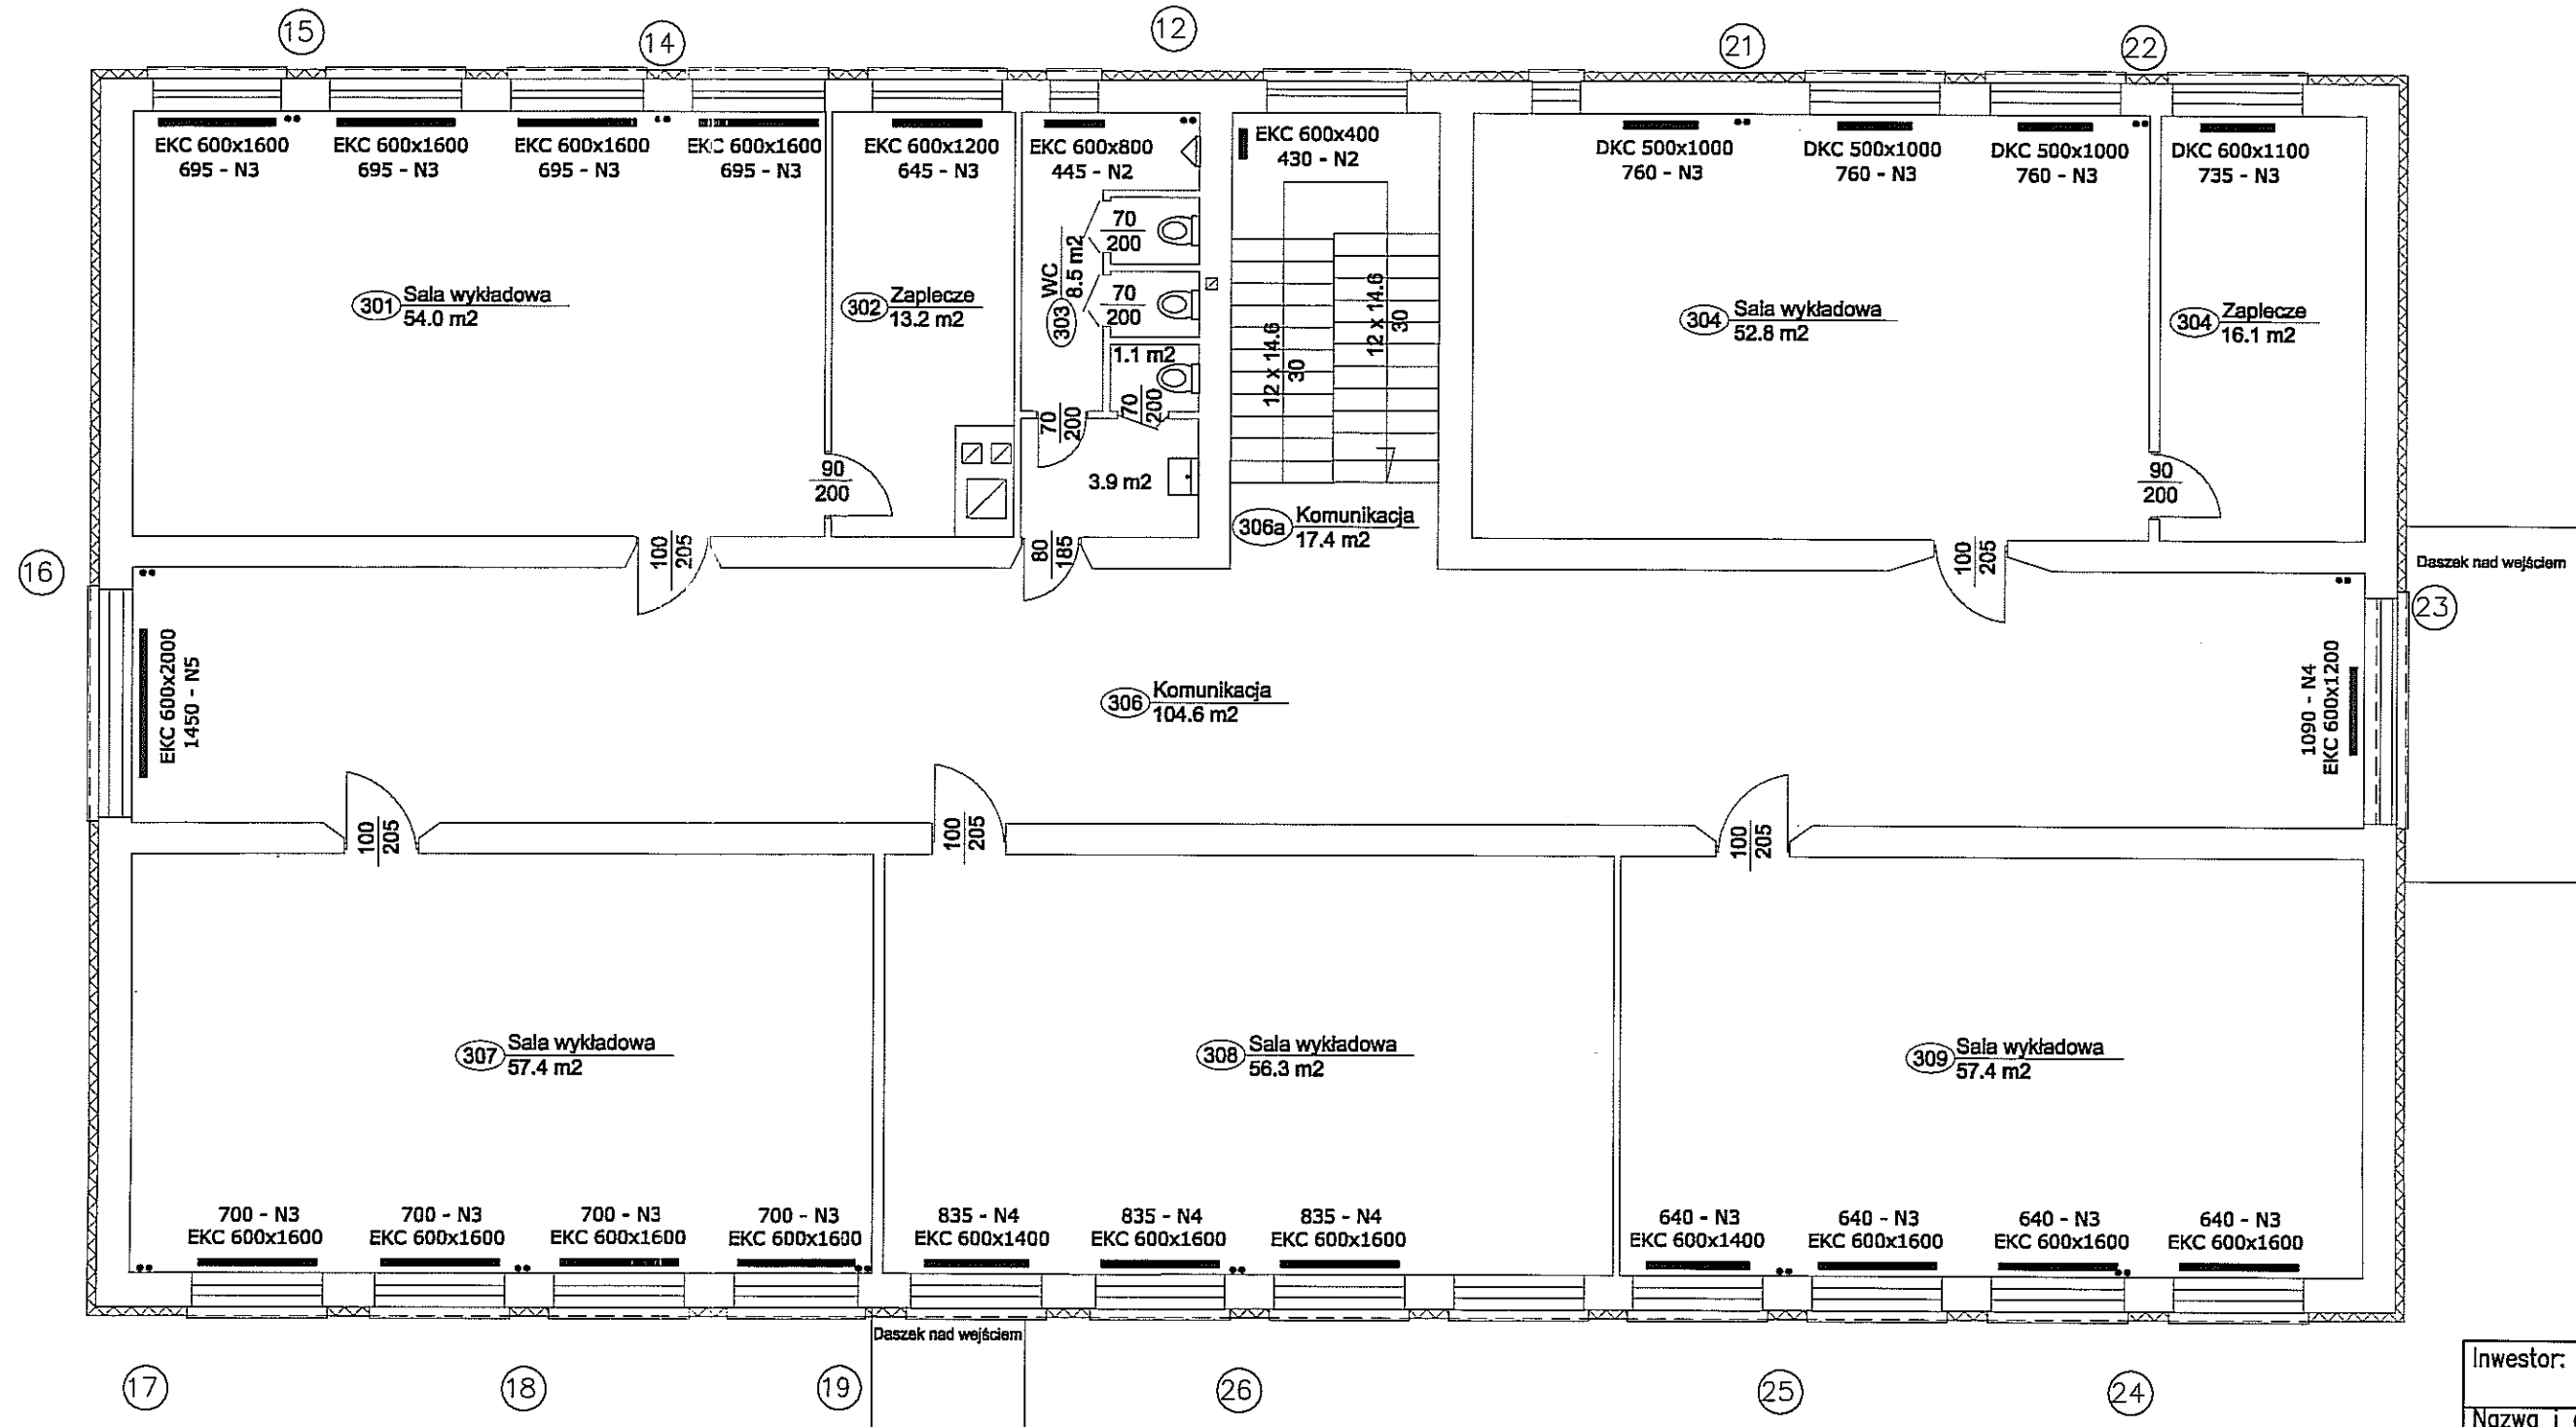 15
14
12
21
22
EKC 600x1600
695 - N3
EKC 600x1600
695 - N3
EKC 600x1600
695 - N3
EKC 600x1600
695 - N3
EKC 600x1200
645 - N3
EKC 600x800
445 - N2
EKC 600x400
430 - N2
DKC 500x1000
760 - N3
DKC 500x1000
760 - N3
DKC 500x1000
760 - N3
DKC 600x1100
735 - N3
301 Sala wykładowa
54.0 m2
302 Zaplecze
13.2 m2
303 WC
8.5 m2
70
200
70
200
1.1 m2
70
200
70
200
3.9 m2
12 x 14.6
30
12 x 14.6
30
304 Sala wykładowa
52.8 m2
304 Zaplecze
16.1 m2
90
200
90
200
306a Komunikacja
17.4 m2
100
205
80
185
100
205
16
Daszek nad wejściem
23
EKC 600x2000
1450 - N5
306 Komunikacja
104.6 m2
1090 - N4
EKC 600x1200
100
205
100
205
100
205
307 Sala wykładowa
57.4 m2
308 Sala wykładowa
56.3 m2
309 Sala wykładowa
57.4 m2
700 - N3
EKC 600x1600
700 - N3
EKC 600x1600
700 - N3
EKC 600x1600
700 - N3
EKC 600x1600
835 - N4
EKC 600x1400
835 - N4
EKC 600x1600
835 - N4
EKC 600x1600
640 - N3
EKC 600x1400
640 - N3
EKC 600x1600
640 - N3
EKC 600x1600
640 - N3
EKC 600x1600
Daszek nad wejściem
17
18
19
26
25
24
Inwestor:
Nazwa i